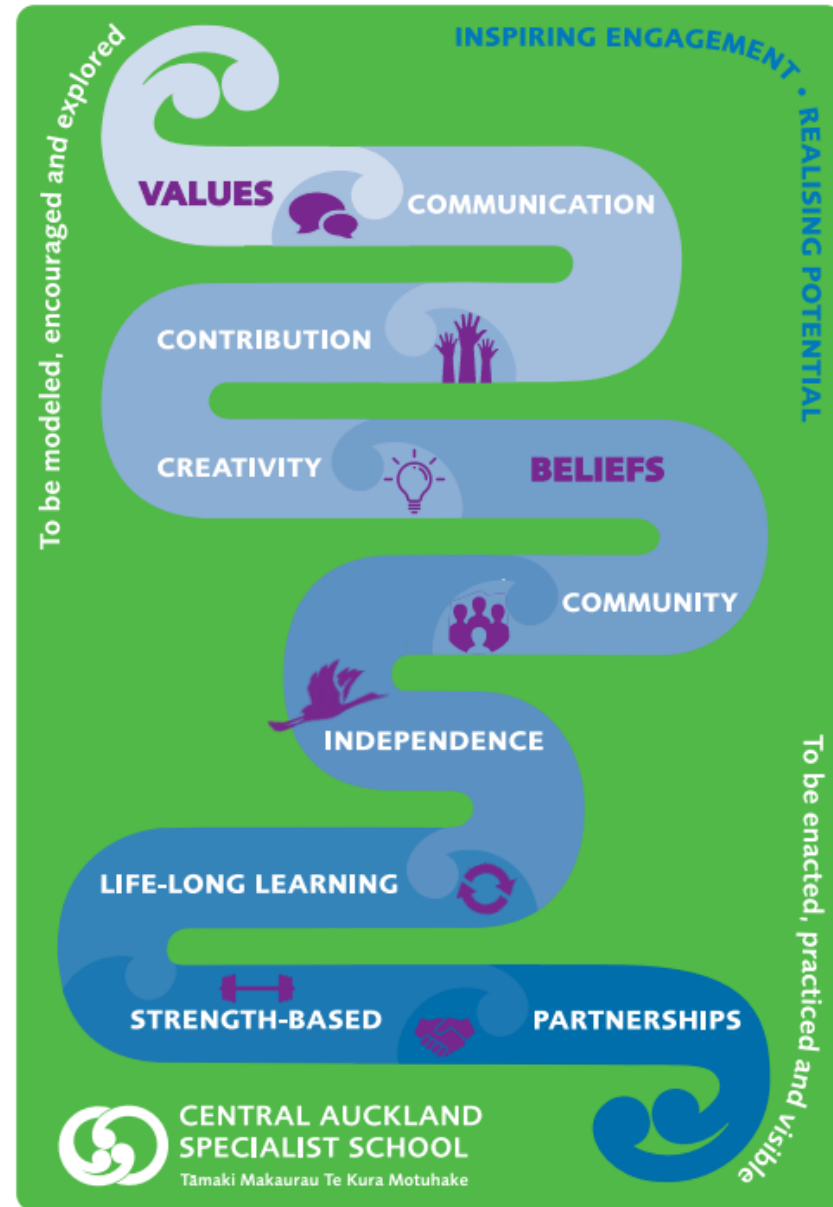 INSPIRING ENGAGEMENT • REALISING POTENTIAL
To be modeled, encouraged and explored
VALUES
COMMUNICATION
CONTRIBUTION
CREATIVITY
BELIEFS
COMMUNITY
INDEPENDENCE
LIFE-LONG LEARNING
STRENGTH-BASED
PARTNERSHIPS
To be enacted, practiced and visible
CENTRAL AUCKLAND
SPECIALIST SCHOOL
Tāmaki Makaurau Te Kura Motuhake